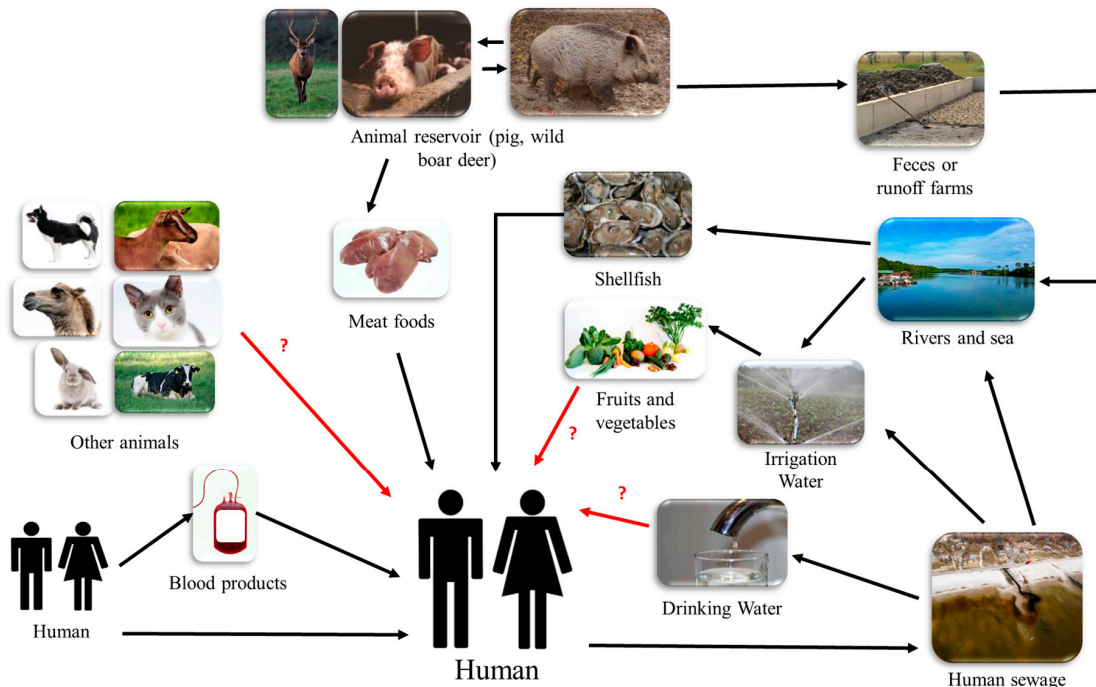 Animal reservoir (pig, wild
boar deer)
Feces or
runoff farms
Shellfish
Meat foods
Rivers and sea
?
Fruits and
vegetables
?
Other animals
Irrigation
Water
?
Blood products
Drinking Water
Human
Human
Human sewage